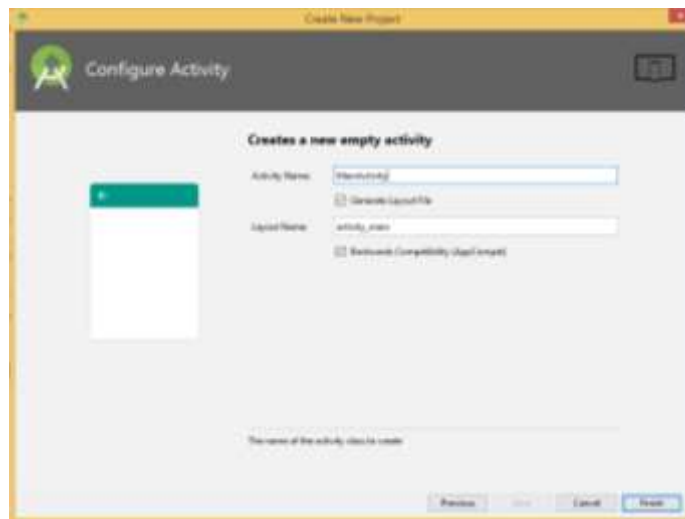 Create New Project
Configure Activity
Creates a new empty activity
Activity Name: MainActivity
Generate Layout File
Layout Name: activity_main
Backwards Compatibility (AppCompat)
The name of the activity class to create
Previous Next Cancel Finish